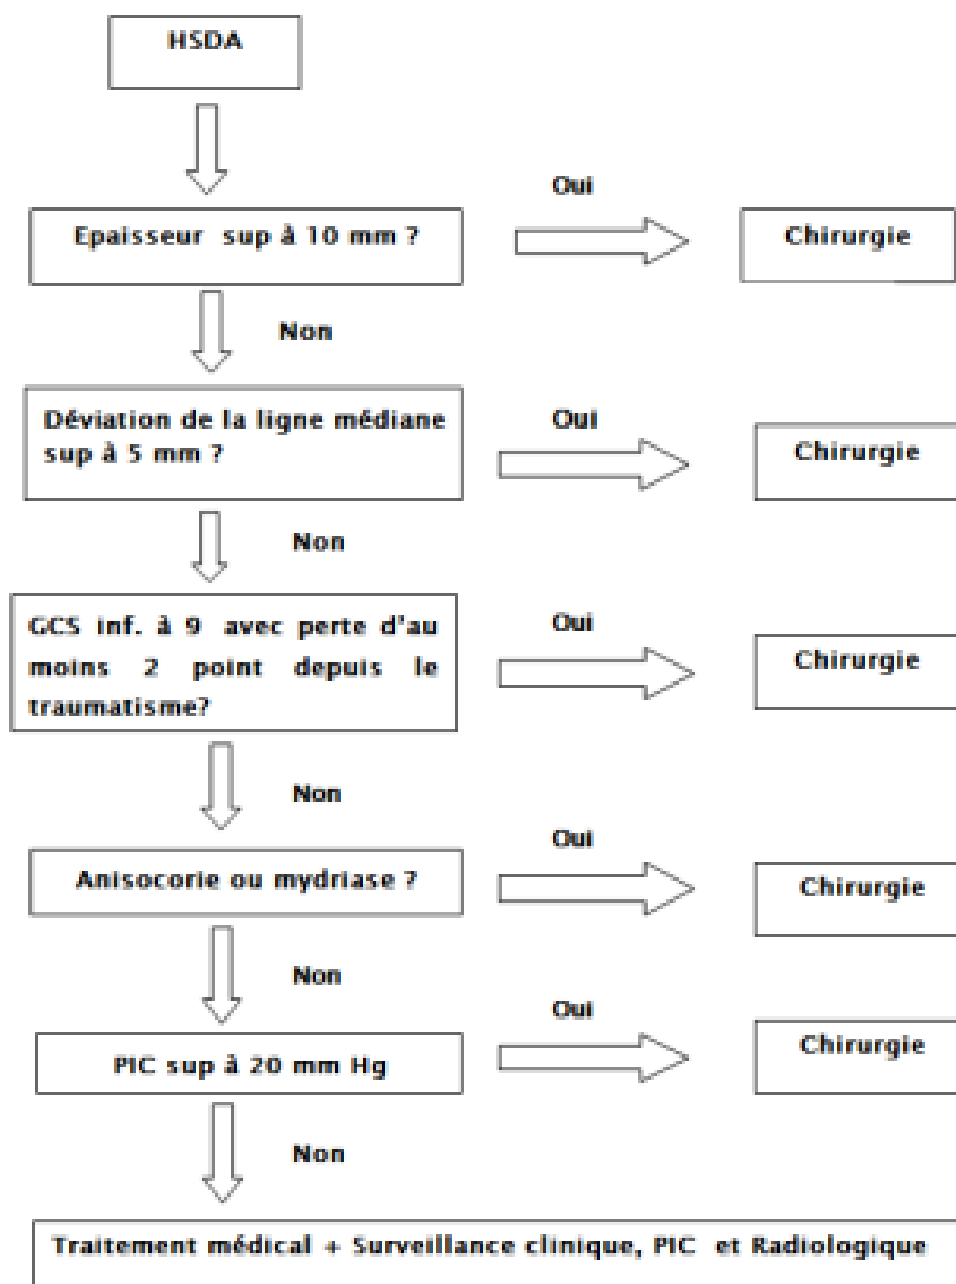 HSDA
Oui
Epaisseur sup à 10 mm ?
Chirurgie
Non
Déviation de la ligne médiane
sup à 5 mm ?
Oui
Chirurgie
Non
GCS inf. à 9 avec perte d'au
moins 2 point depuis le
traumatisme?
Oui
Chirurgie
Non
Oui
Anisocorie ou mydriase ?
Chirurgie
Non
Oui
PIC sup à 20 mm Hg
Chirurgie
Non
Traitement médical + Surveillance clinique, PIC et Radiologique